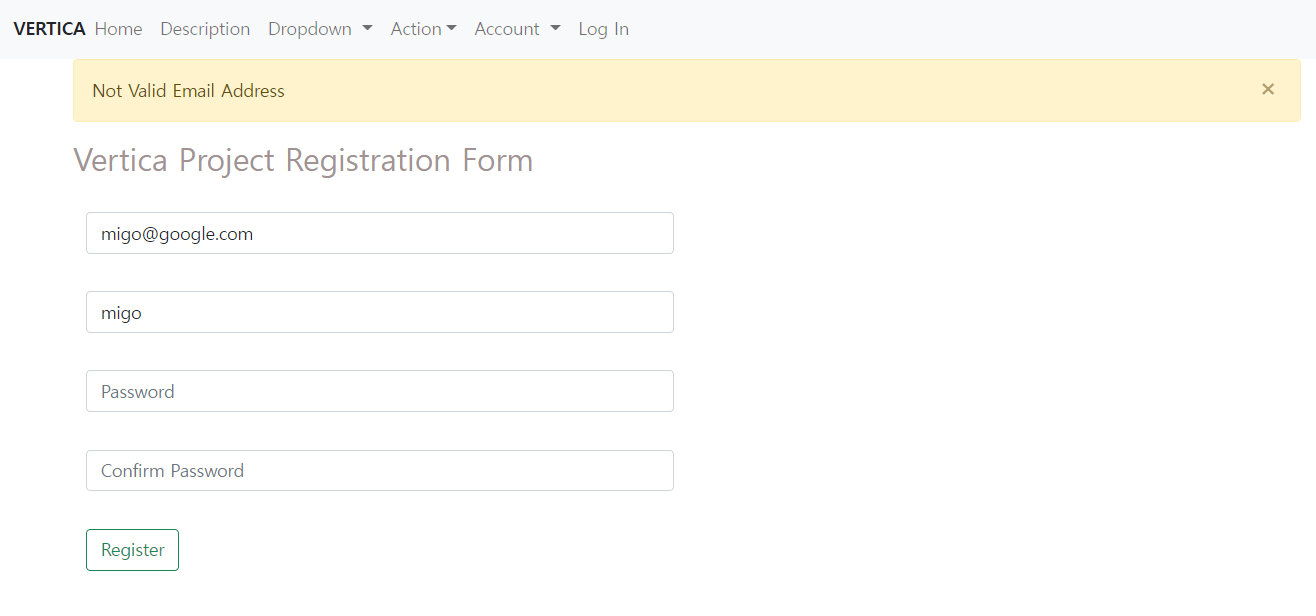 VERTICA Home Description Dropdown Action Account Log In
Not Valid Email Address ×
Vertica Project Registration Form
migo@google.com
migo
Password
Confirm Password
Register